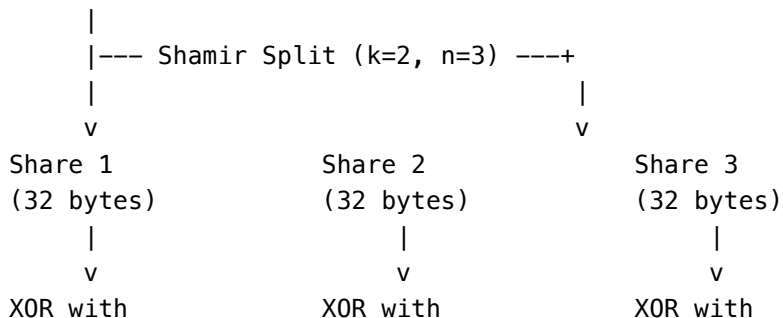 |
|--- Shamir Split (k=2, n=3) ---+
| |
v v
Share 1 Share 2 Share 3
(32 bytes) (32 bytes) (32 bytes)
| | |
v v v
XOR with XOR with XOR with